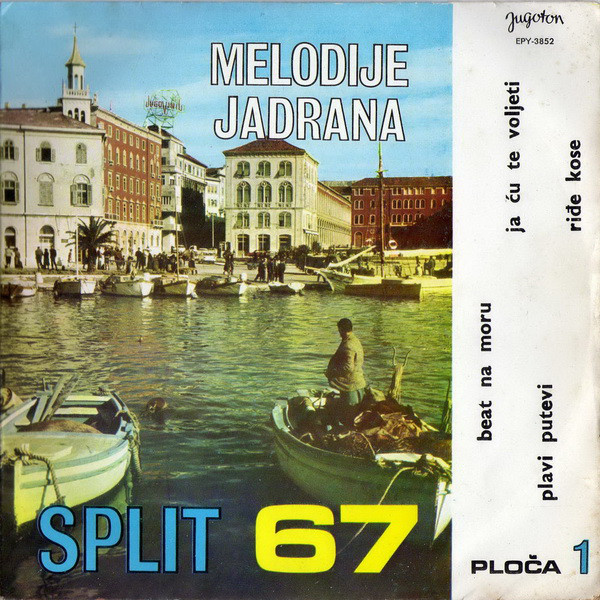 MELODIJE
JADRANA
SPLIT 67
Jugoton
EPY-3852
beat na moru
ja ću te voljeti
plavi putevi
riđe kose
PLOČA 1